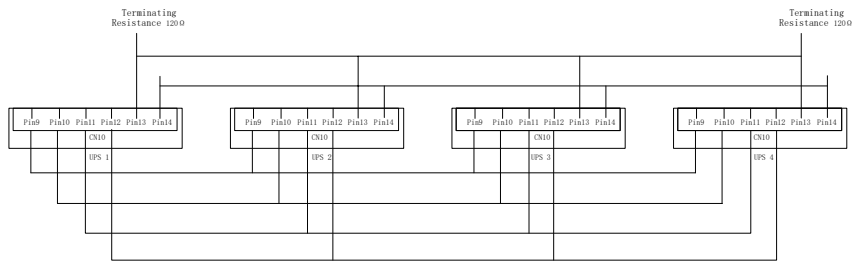 Terminating
Resistance 120Ω
Terminating
Resistance 120Ω
Pin9 Pin10 Pin11 Pin12 Pin13 Pin14
CN10
UPS 1
Pin9 Pin10 Pin11 Pin12 Pin13 Pin14
CN10
UPS 2
Pin9 Pin10 Pin11 Pin12 Pin13 Pin14
CN10
UPS 3
Pin9 Pin10 Pin11 Pin12 Pin13 Pin14
CN10
UPS 4